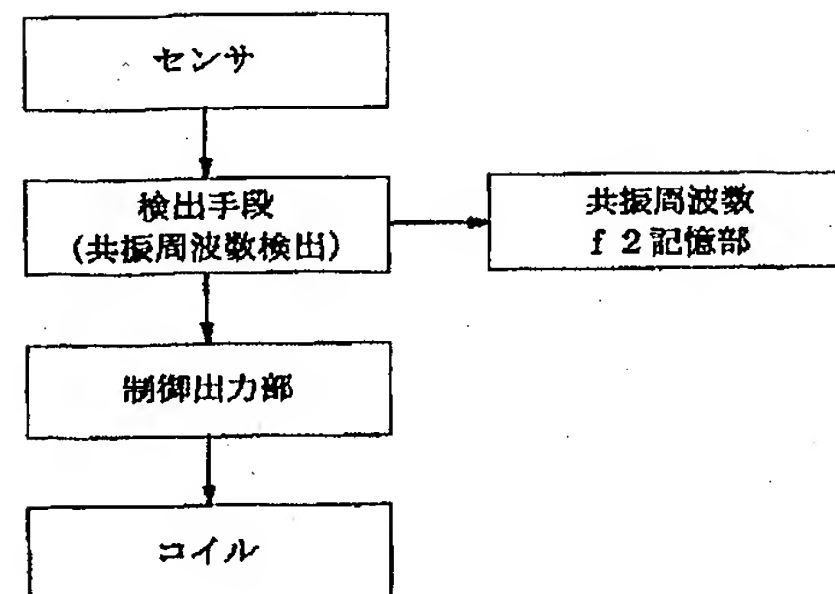 センサ
検出手段
(共振周波数検出)
共振周波数
f 2記憶部
制御出力部
コイル